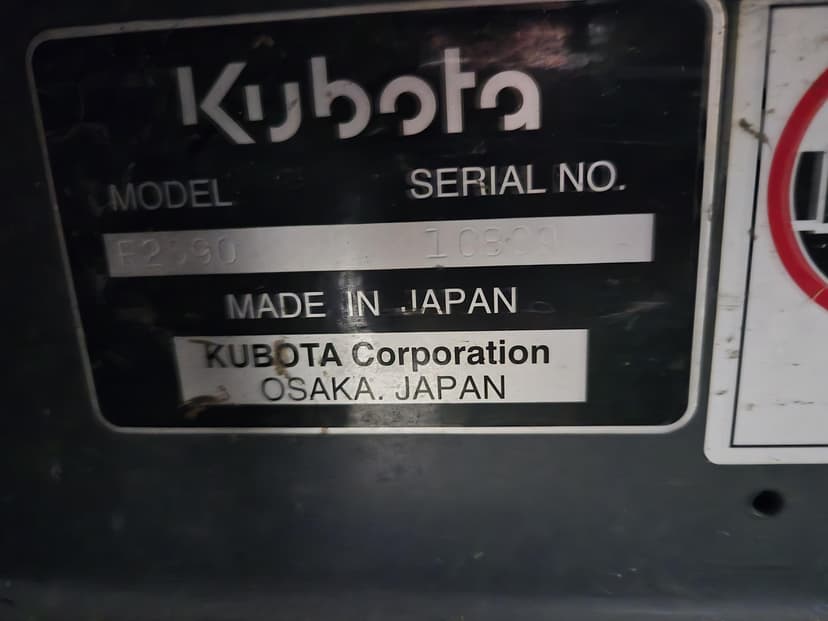 Kubota
MODEL SERIAL NO.
MADE IN JAPAN
KUBOTA Corporation
OSAKA. JAPAN